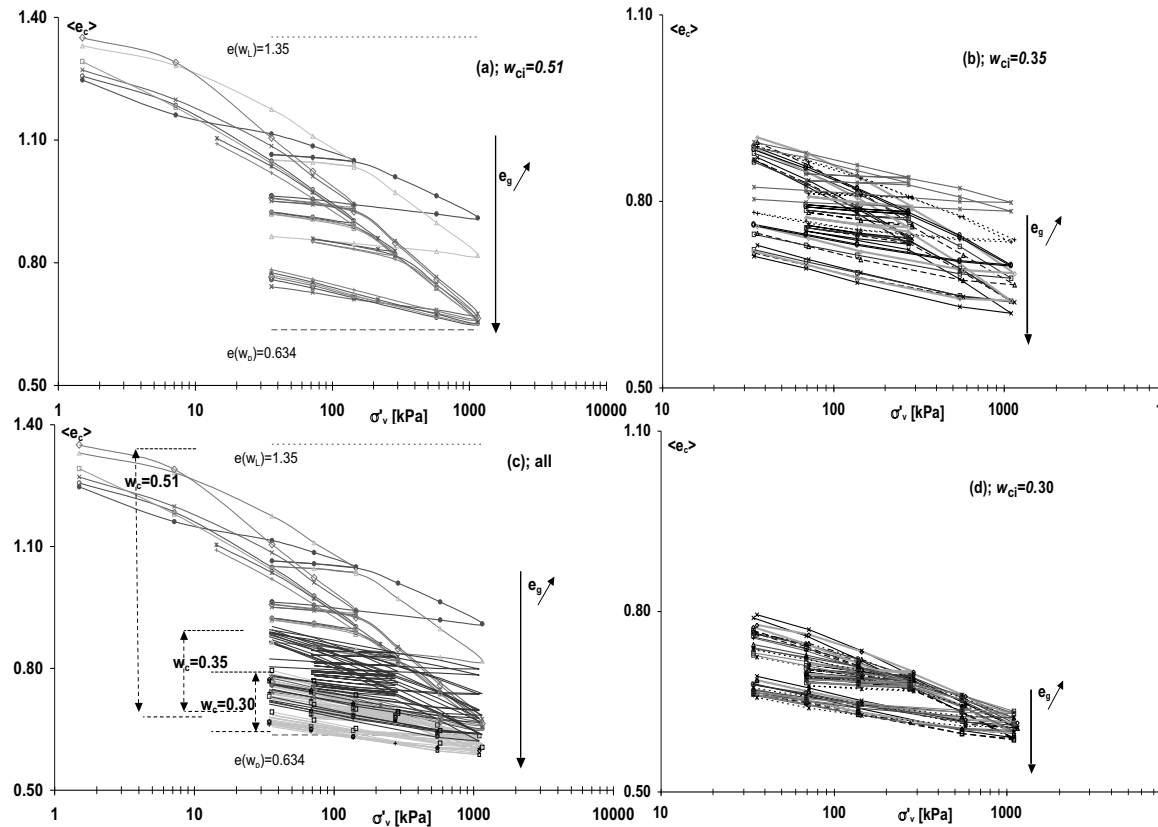 1.40
<e_c>
e(w_L)=1.35
(a); w_ci=0.51
1.10
e_g
0.80
e(w_p)=0.634
0.50
1
10
100
1000
10000
σ'_v [kPa]
1.10
<e_c>
(b); w_ci=0.35
0.80
e_g
0.50
10
100
1000
σ'_v [kPa]
1.40
<e_c>
e(w_L)=1.35
(c); all
w_c=0.51
1.10
e_g
w_c=0.35
0.80
w_c=0.30
e(w_p)=0.634
0.50
1
10
100
1000
10000
σ'_v [kPa]
1.10
<e_c>
(d); w_ci=0.30
0.80
e_g
0.50
10
100
1000
σ'_v [kPa]